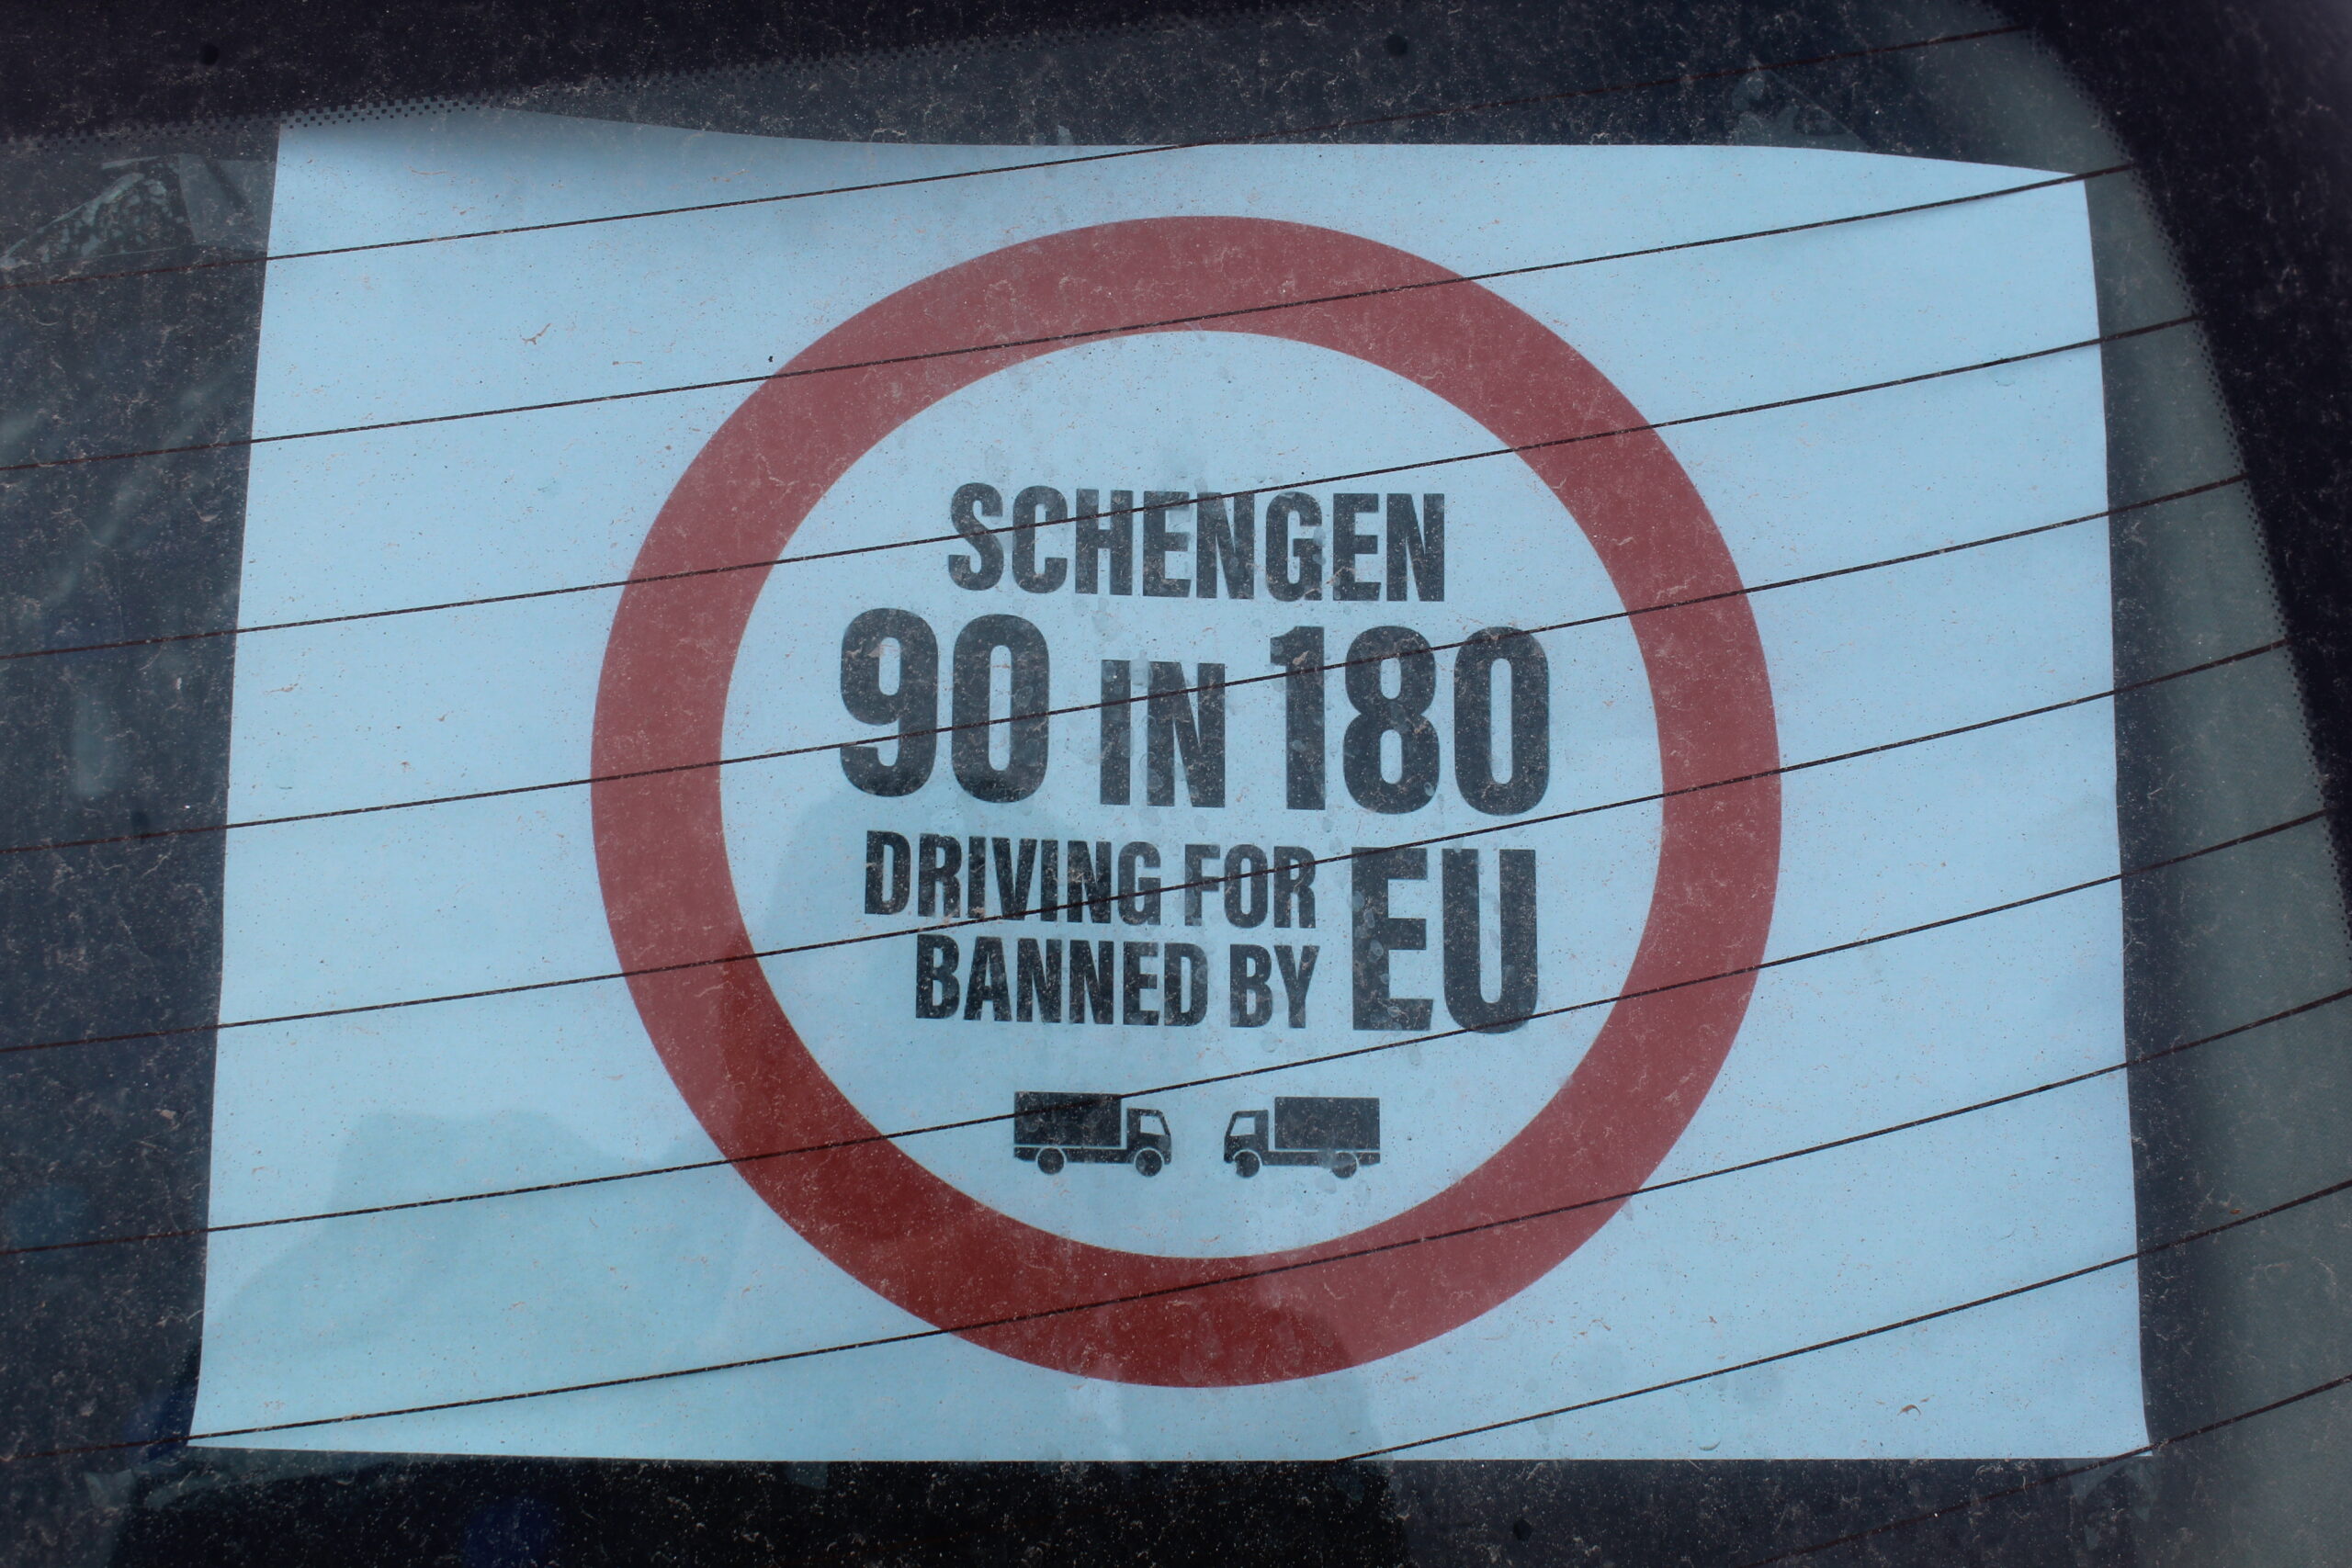 SCHENGEN
90 IN 180
DRIVING FOR EU
BANNED BY